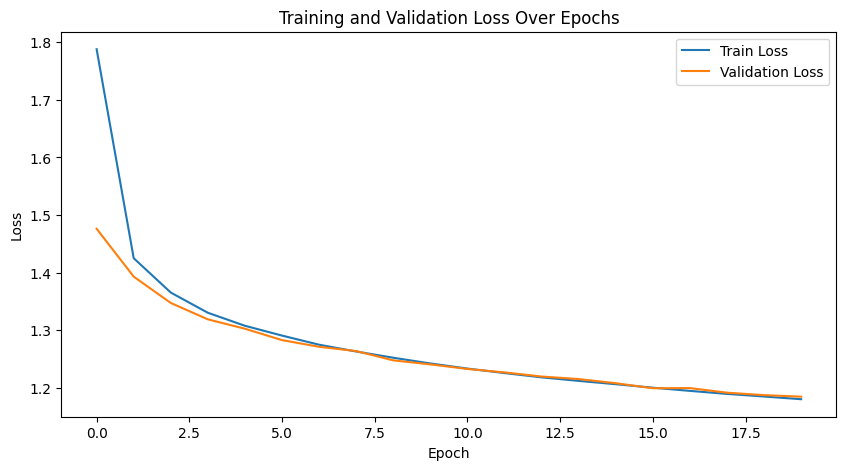 Training and Validation Loss Over Epochs
Train Loss
Validation Loss
Loss
1.8
1.7
1.6
1.5
1.4
1.3
1.2
0.0 2.5 5.0 7.5 10.0 12.5 15.0 17.5
Epoch